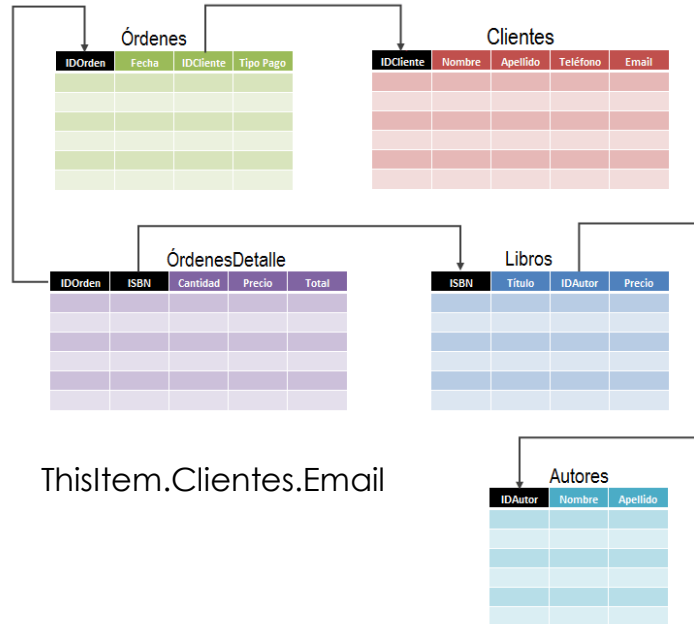 Órdenes
IDOrden Fecha IDCliente Tipo Pago
Clientes
IDCliente Nombre Apellido Teléfono Email
ÓrdenesDetalle
IDOrden ISBN Cantidad Precio Total
Libros
ISBN Título IDAutor Precio
ThisItem.Clientes.Email
Autores
IDAutor Nombre Apellido